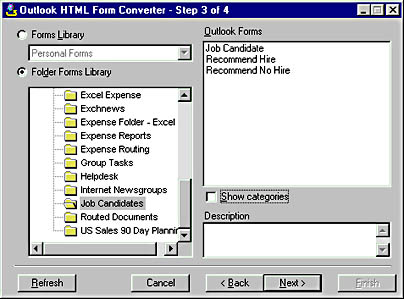 Outlook HTML Form Converter - Step 3 of 4
Forms Library
Personal Forms
Folder Forms Library
Excel Expense
Exchnews
Expense Folder - Excel
Expense Reports
Expense Routing
Group Tasks
Helpdesk
Internet Newsgroups
Job Candidates
Routed Documents
US Sales 90 Day Plannin
Outlook Forms
Job Candidate
Recommend Hire
Recommend No Hire
Show categories
Description
Refresh
Cancel
< Back
Next >
Finish